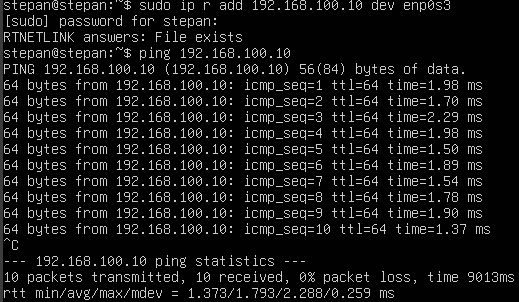 stepan@stepan:~$ sudo ip r add 192.168.100.10 dev enp0s3
[sudo] password for stepan:
RTNETLINK answers: File exists
stepan@stepan:~$ ping 192.168.100.10
PING 192.168.100.10 (192.168.100.10) 56(84) bytes of data.
64 bytes from 192.168.100.10: icmp_seq=1 ttl=64 time=1.98 ms
64 bytes from 192.168.100.10: icmp_seq=2 ttl=64 time=1.70 ms
64 bytes from 192.168.100.10: icmp_seq=3 ttl=64 time=2.29 ms
64 bytes from 192.168.100.10: icmp_seq=4 ttl=64 time=1.98 ms
64 bytes from 192.168.100.10: icmp_seq=5 ttl=64 time=1.50 ms
64 bytes from 192.168.100.10: icmp_seq=6 ttl=64 time=1.89 ms
64 bytes from 192.168.100.10: icmp_seq=7 ttl=64 time=1.54 ms
64 bytes from 192.168.100.10: icmp_seq=8 ttl=64 time=1.78 ms
64 bytes from 192.168.100.10: icmp_seq=9 ttl=64 time=1.90 ms
64 bytes from 192.168.100.10: icmp_seq=10 ttl=64 time=1.37 ms
^C
--- 192.168.100.10 ping statistics ---
10 packets transmitted, 10 received, 0% packet loss, time 9013ms
rtt min/avg/max/mdev = 1.373/1.793/2.288/0.259 ms